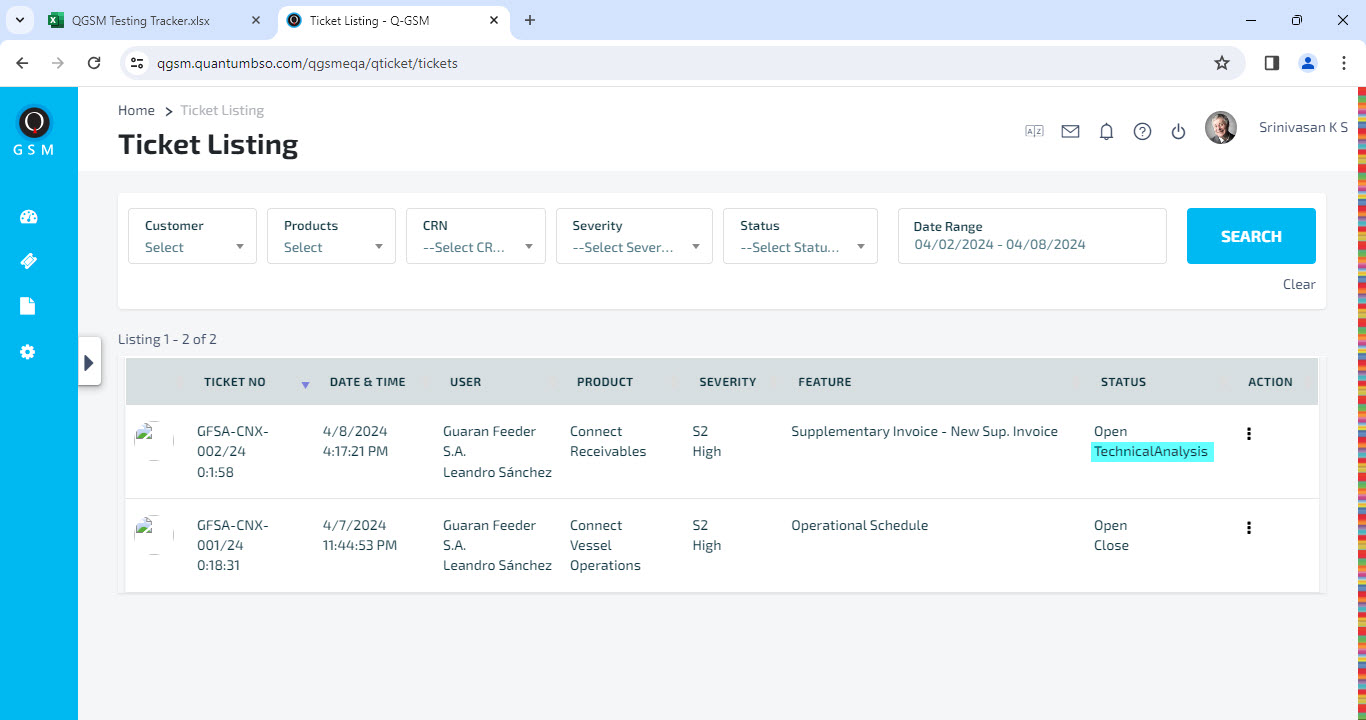 QGSM Testing Tracker.xlsx
Ticket Listing - Q-GSM
qgsm.quantumbso.com/qgsmeqa/qticket/tickets
Q
GSM
Home > Ticket Listing
Ticket Listing
A Z
Srinivasan K S
Customer
Select
Products
Select
CRN
--Select CR...
Severity
--Select Sever...
Status
--Select Statu...
Date Range
04/02/2024 - 04/08/2024
SEARCH
Clear
Listing 1 - 2 of 2
TICKET NO DATE & TIME USER PRODUCT SEVERITY FEATURE STATUS ACTION
GFSA-CNX-
002/24
0:1:58
4/8/2024
4:17:21 PM
Guaran Feeder
S.A.
Leandro Sánchez
Connect
Receivables
S2
High
Supplementary Invoice - New Sup. Invoice
Open
TechnicalAnalysis
GFSA-CNX-
001/24
0:18:31
4/7/2024
11:44:53 PM
Guaran Feeder
S.A.
Leandro Sánchez
Connect
Vessel
Operations
S2
High
Operational Schedule
Open
Close